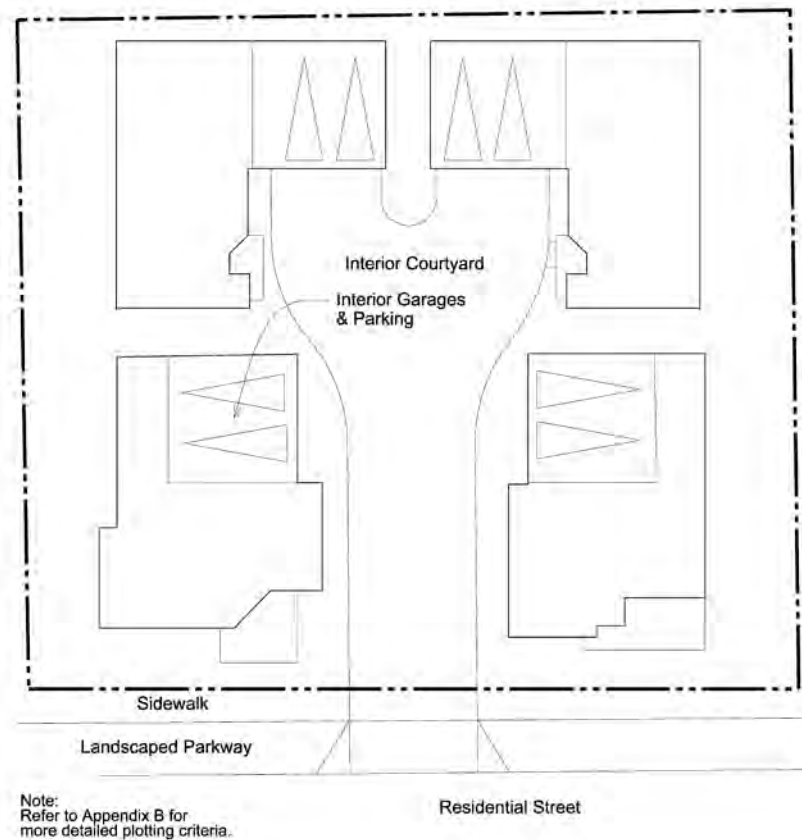 Interior Courtyard
Interior Garages
& Parking
Sidewalk
Landscaped Parkway
Note:
Refer to Appendix B for
more detailed plotting criteria.
Residential Street